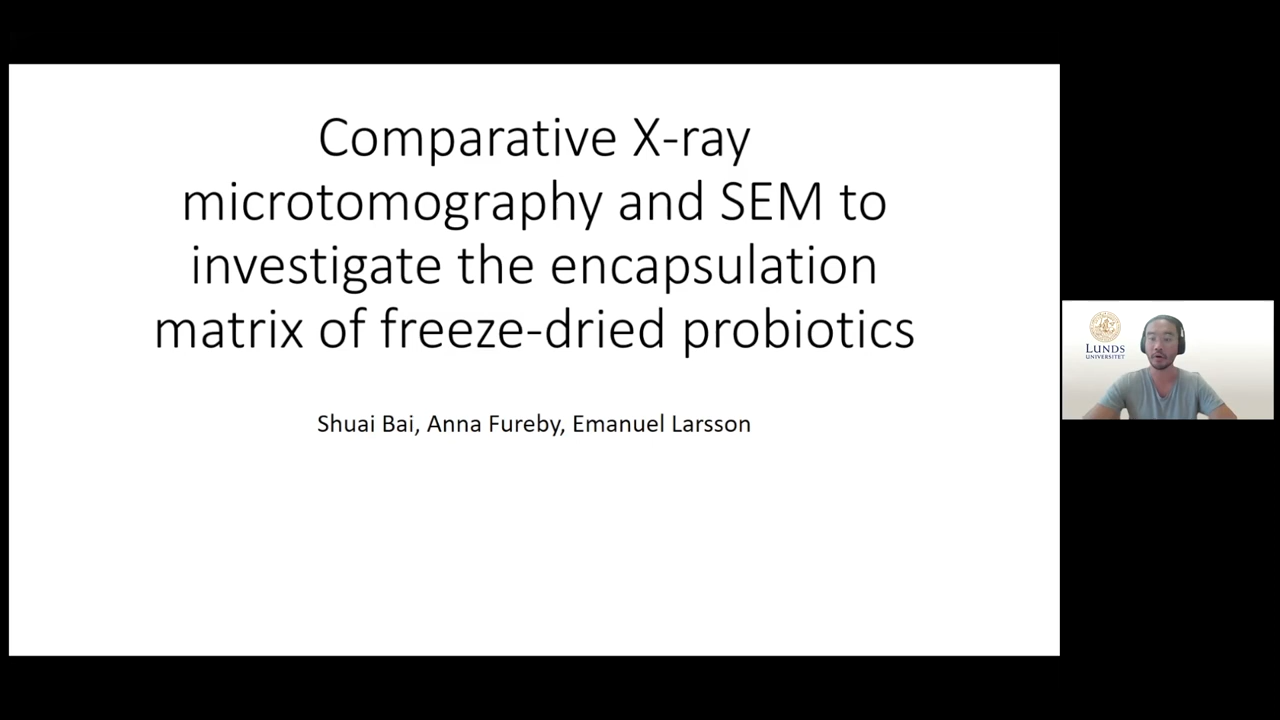 Comparative X-ray
microtomography and SEM to
investigate the encapsulation
matrix of freeze-dried probiotics
Shuai Bai, Anna Fureby, Emanuel Larsson
LUNDS
UNIVERSITET